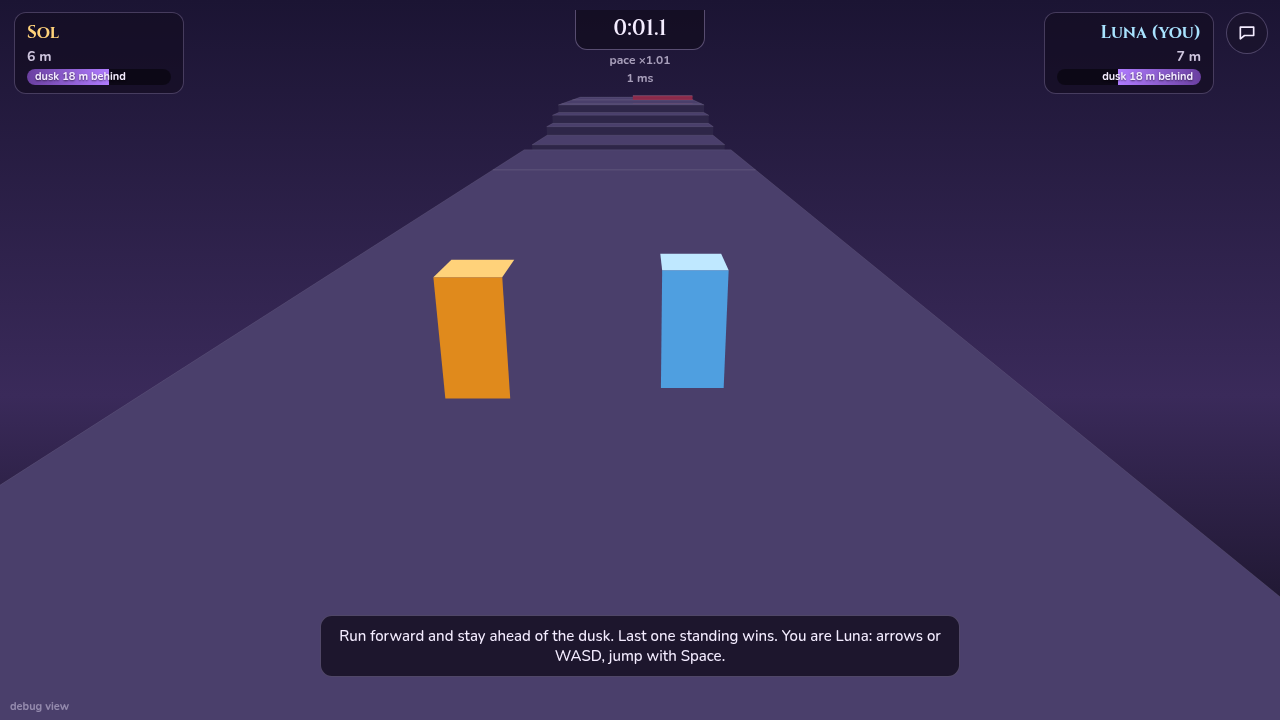 Sol
6 m
dusk 18 m behind
0:01.1
pace ×1.01
1 ms
Luna (you)
7 m
dusk 18 m behind
Run forward and stay ahead of the dusk. Last one standing wins. You are Luna: arrows or
WASD, jump with Space.
debug view